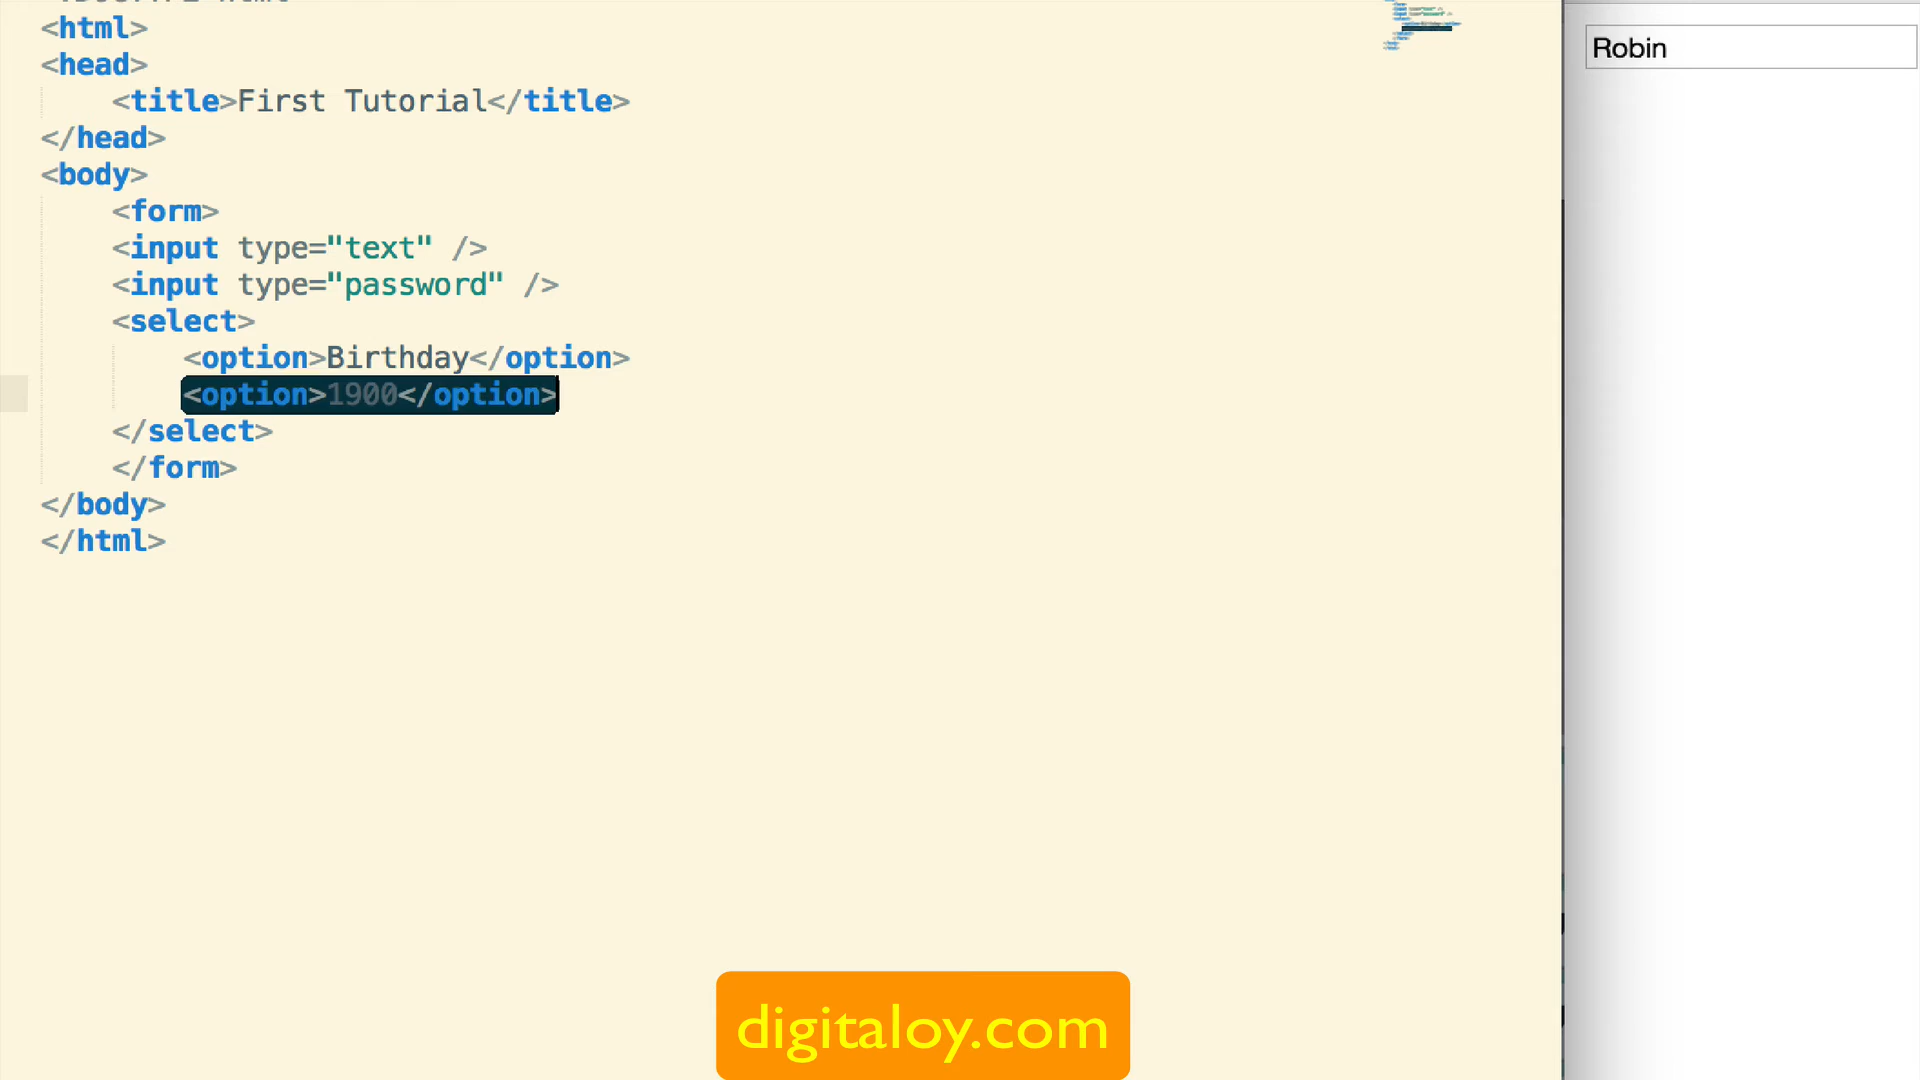 <html>
<head>
<title>First Tutorial</title>
</head>
<body>
<form>
<input type="text" />
<input type="password" />
<select>
<option>Birthday</option>
<option>1900</option>
</select>
</form>
</body>
</html>
Robin
digitaloy.com